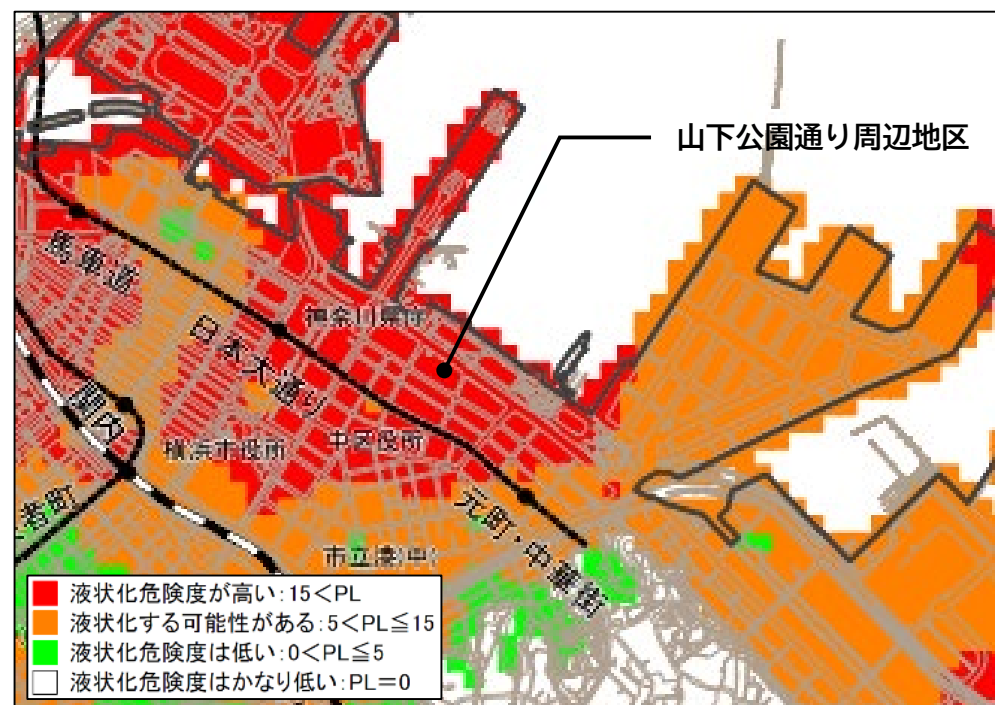 山下公園通り周辺地区
馬車道
神奈川県庁
日本大通り
関内
横浜市役所
中区役所
元町・中華街
市立港(中)
液状化危険度が高い:15<PL
液状化する可能性がある:5<PL≦15
液状化危険度は低い:0<PL≦5
液状化危険度はかなり低い:PL=0